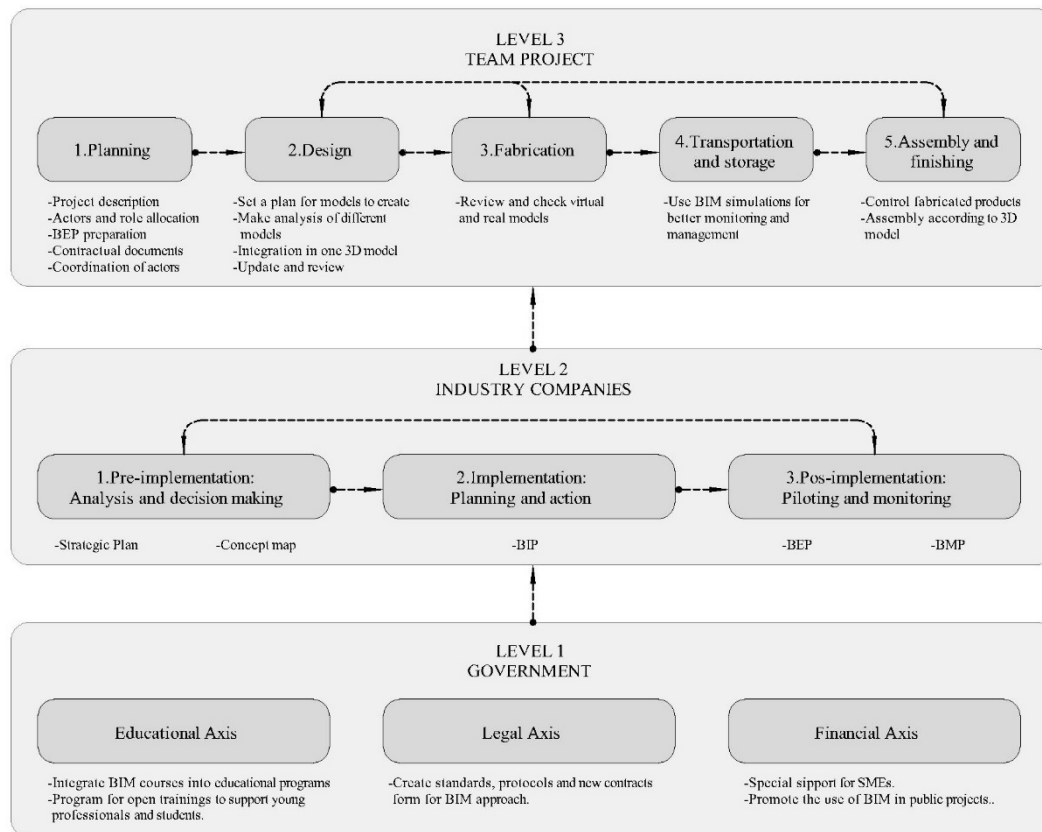 LEVEL 3
TEAM PROJECT
1.Planning
2.Design
3.Fabrication
4.Transportation
and storage
5.Assembly and
finishing
-Project description
-Actors and role allocation
-BEP preparation
-Contractual documents
-Coordination of actors
-Set a plan for models to create
-Make analysis of different
models
-Integration in one 3D model
-Update and review
-Review and check virtual
and real models
-Use BIM simulations for
better monitoring and
management
-Control fabricated products
-Assembly according to 3D
model
LEVEL 2
INDUSTRY COMPANIES
1.Pre-implementation:
Analysis and decision making
2.Implementation:
Planning and action
3.Pos-implementation:
Piloting and monitoring
-Strategic Plan
-Concept map
-BIP
-BEP
-BMP
LEVEL 1
GOVERNMENT
Educational Axis
Legal Axis
Financial Axis
-Integrate BIM courses into educational programs
-Program for open trainings to support young
professionals and students.
-Create standards, protocols and new contracts
form for BIM approach.
-Special sipport for SMEs.
-Promote the use of BIM in public projects..